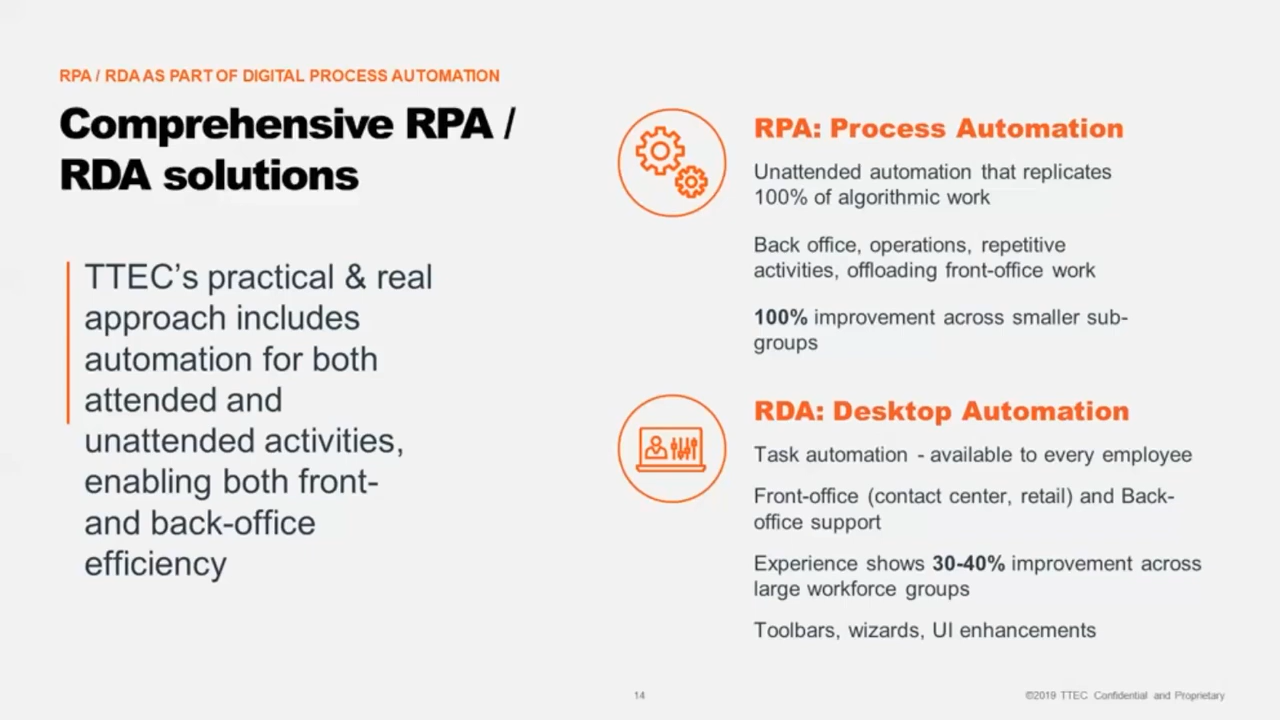 RPA / RDA AS PART OF DIGITAL PROCESS AUTOMATION
Comprehensive RPA /
RDA solutions
TTEC’s practical & real
approach includes
automation for both
attended and
unattended activities,
enabling both front-
and back-office
efficiency
RPA: Process Automation
Unattended automation that replicates
100% of algorithmic work
Back office, operations, repetitive
activities, offloading front-office work
100% improvement across smaller sub-
groups
RDA: Desktop Automation
Task automation - available to every employee
Front-office (contact center, retail) and Back-
office support
Experience shows 30-40% improvement across
large workforce groups
Toolbars, wizards, UI enhancements
14
©2019 TTEC Confidential and Proprietary